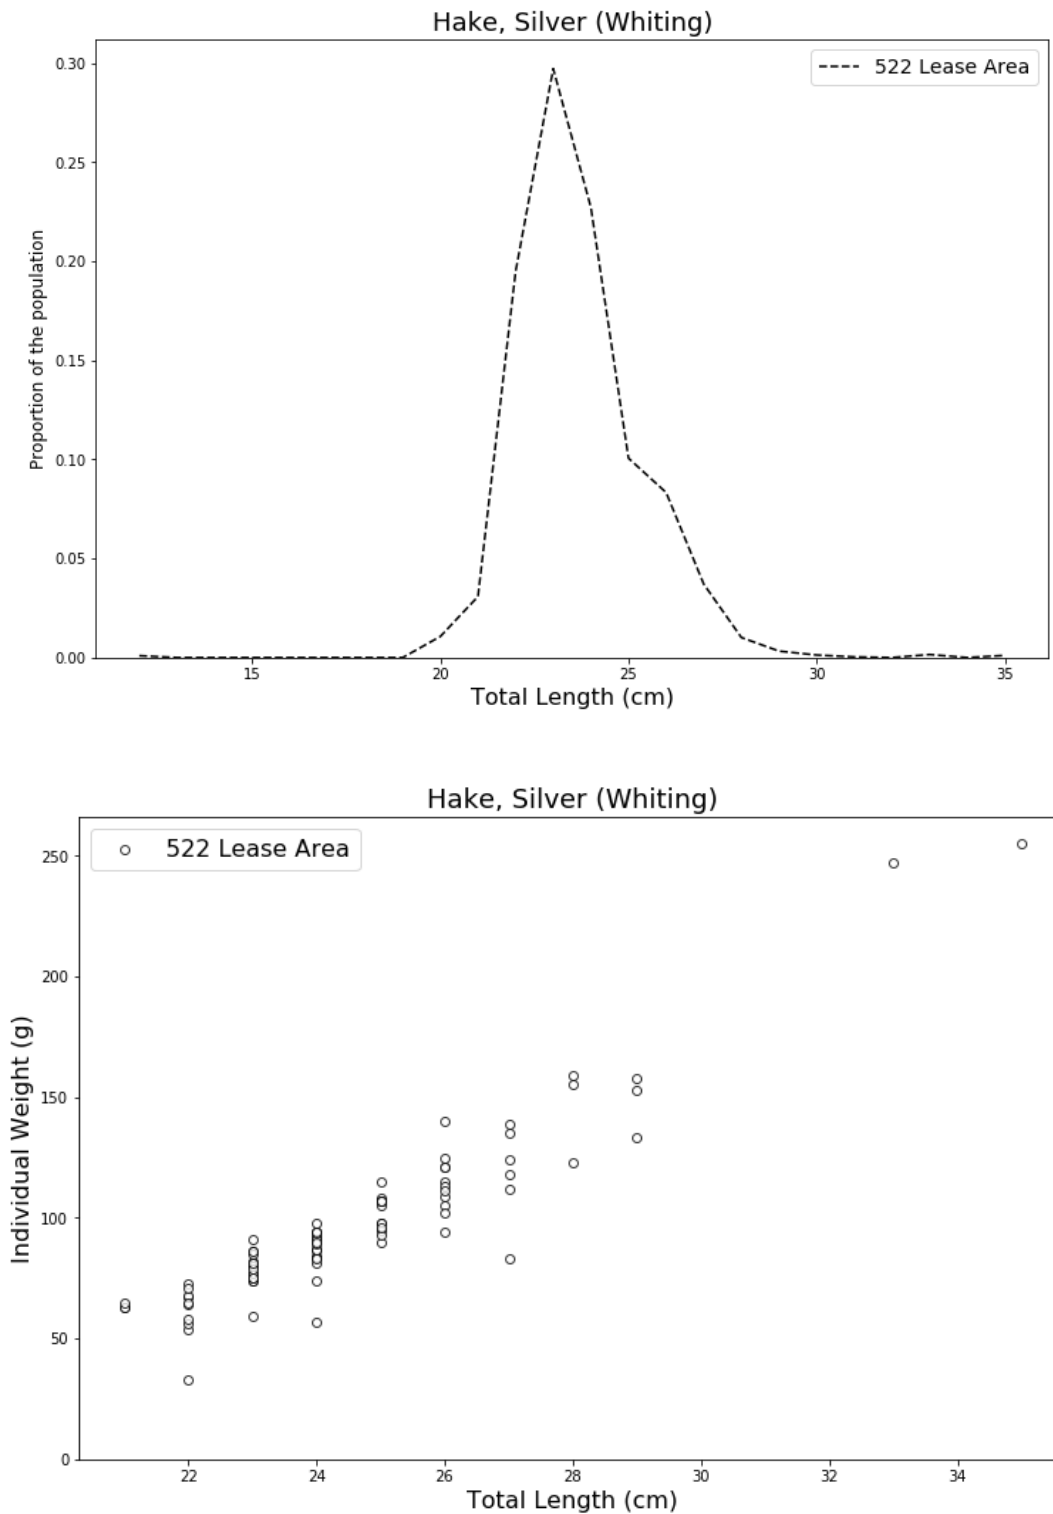 Hake, Silver (Whiting)
522 Lease Area
0.30
0.25
0.20
0.15
0.10
0.05
0.00
Proportion of the population
15 20 25 30 35
Total Length (cm)
Hake, Silver (Whiting)
522 Lease Area
250
200
150
100
50
0
Individual Weight (g)
22 24 26 28 30 32 34
Total Length (cm)